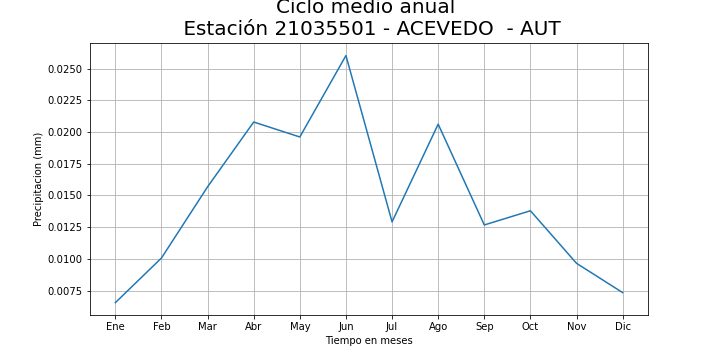 Ciclo medio anual
Estación 21035501 - ACEVEDO - AUT
Precipitacion (mm)
0.0250
0.0225
0.0200
0.0175
0.0150
0.0125
0.0100
0.0075
Ene Feb Mar Abr May Jun Jul Ago Sep Oct Nov Dic
Tiempo en meses